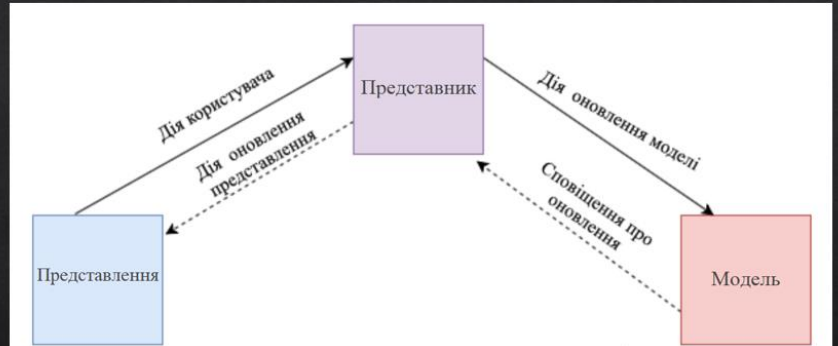 Представник
Дія користувача
Дія оновлення
представлення
Дія оновлення моделі
Сповіщення про
оновлення
Представлення
Модель